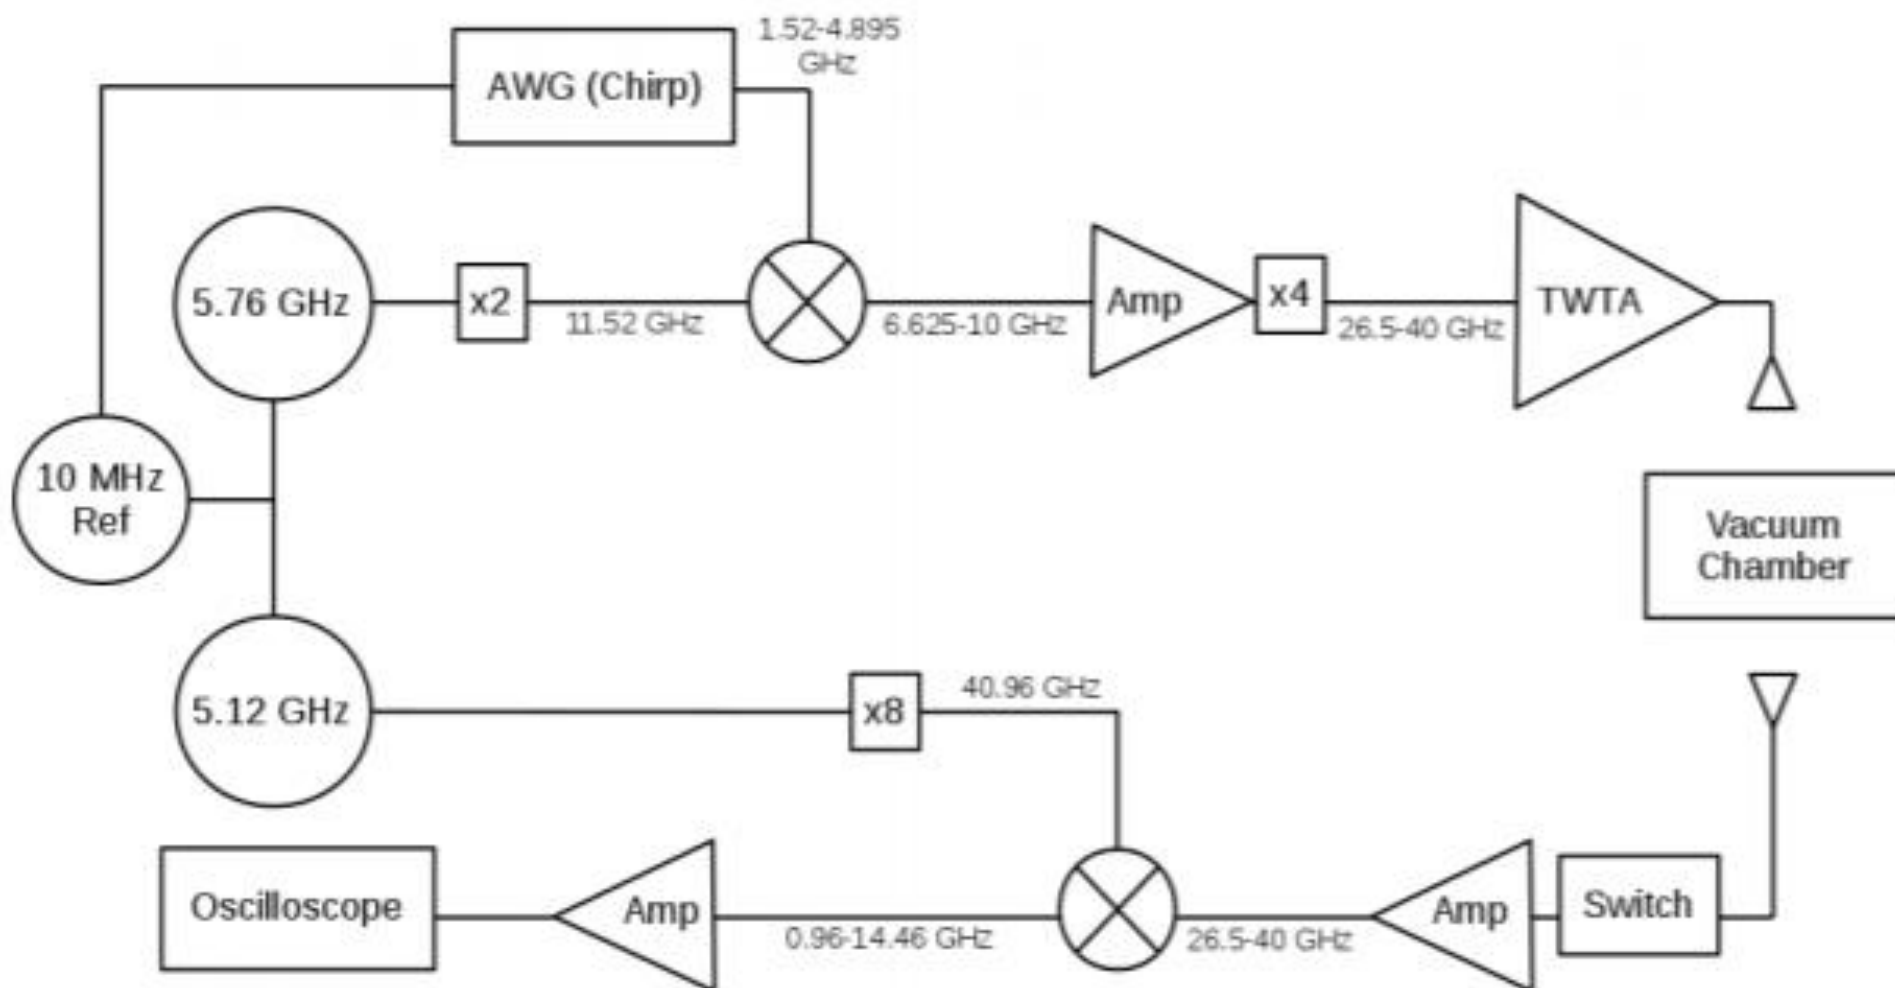 1.52-4.895
GHz
AWG (Chirp)
5.76 GHz
x2
11.52 GHz
6.625-10 GHz
Amp
x4
26.5-40 GHz
TWTA
10 MHz
Ref
Vacuum
Chamber
5.12 GHz
x8
40.96 GHz
Oscilloscope
Amp
0.96-14.46 GHz
26.5-40 GHz
Amp
Switch